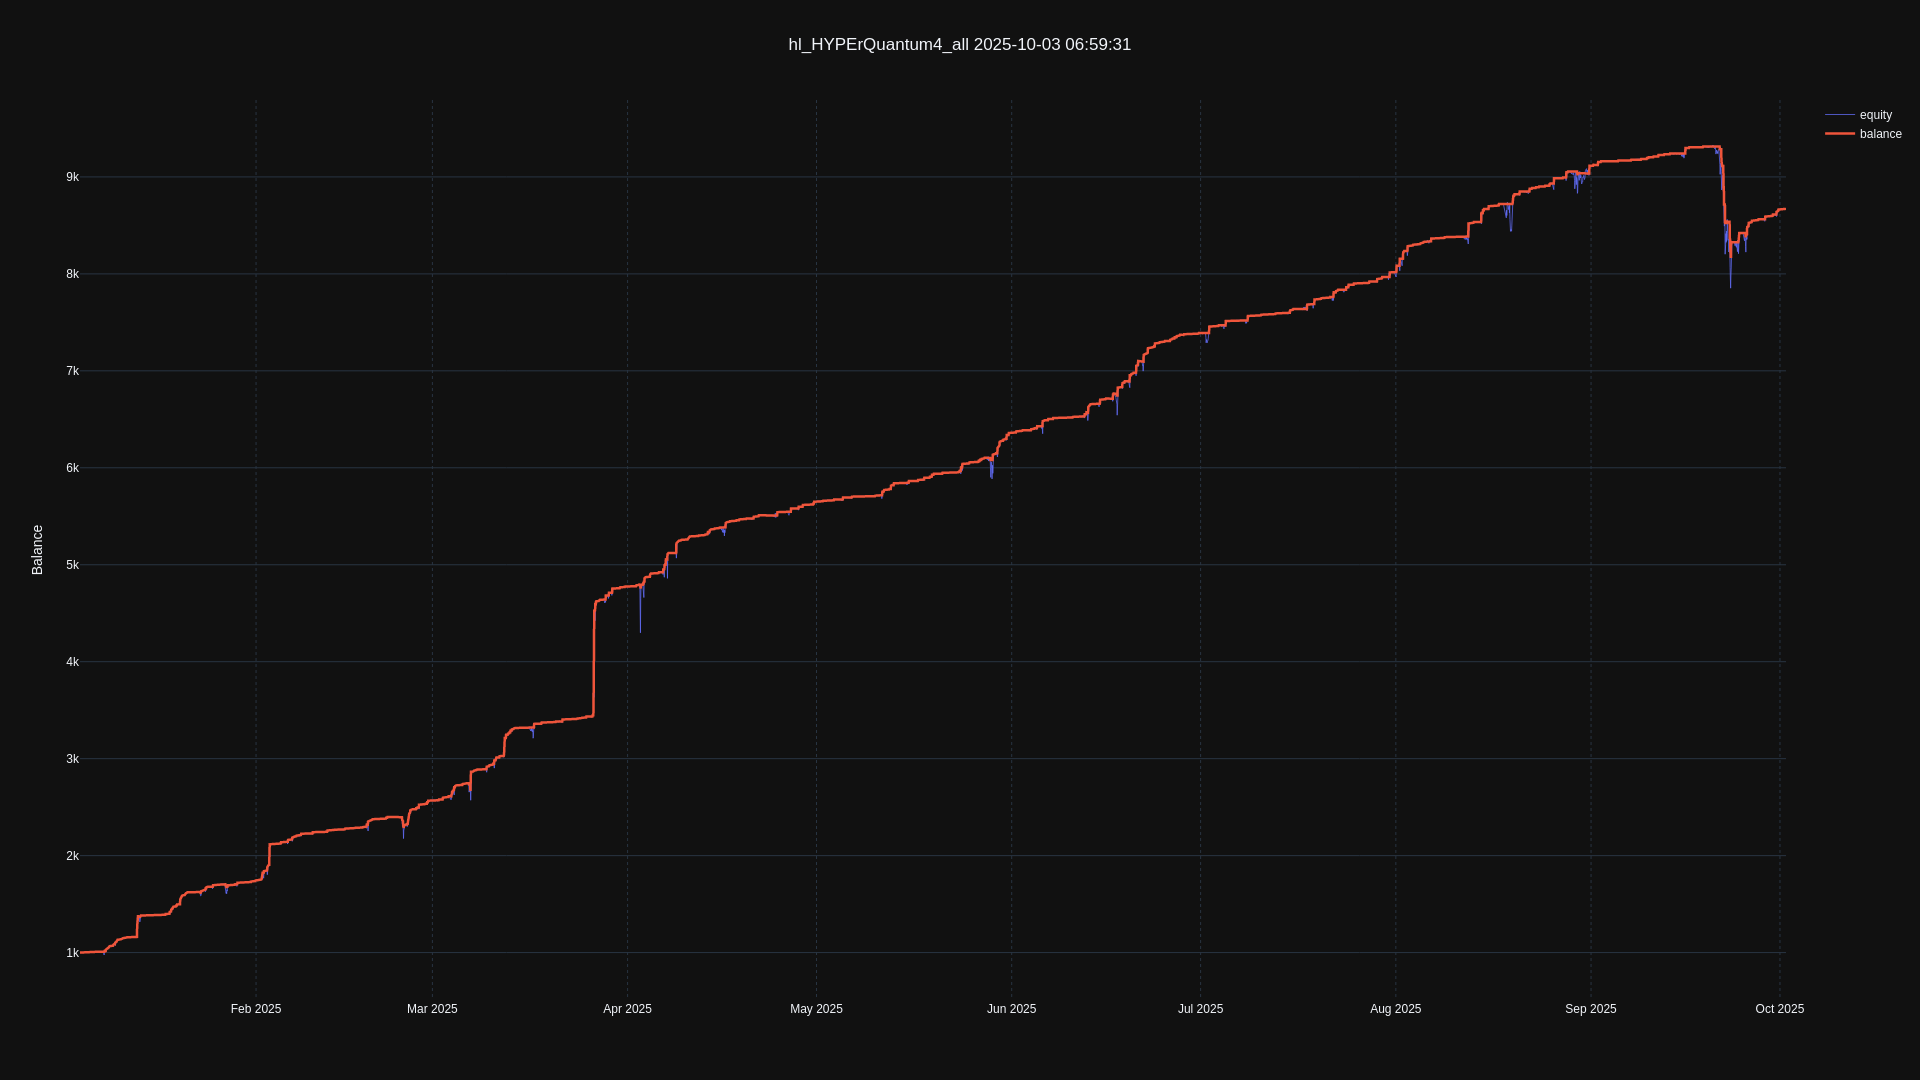 hl_HYPErQuantum4_all 2025-10-03 06:59:31
equity
balance
9k
8k
7k
6k
5k
4k
3k
2k
1k
Balance
Feb 2025
Mar 2025
Apr 2025
May 2025
Jun 2025
Jul 2025
Aug 2025
Sep 2025
Oct 2025